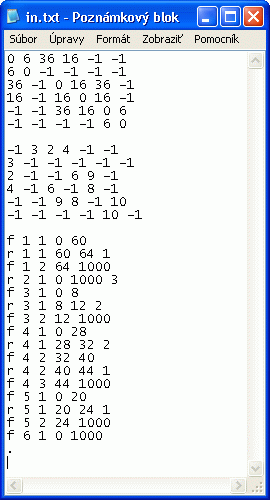 in.txt - Poznámkový blok
Súbor Úpravy Formát Zobraziť Pomocník
0 6 36 16 -1 -1
6 0 -1 -1 -1 -1
36 -1 0 16 36 -1
16 -1 16 0 16 -1
-1 -1 36 16 0 6
-1 -1 -1 -1 6 0
-1 3 2 4 -1 -1
3 -1 -1 -1 -1 -1
2 -1 -1 6 9 -1
4 -1 6 -1 8 -1
-1 -1 9 8 -1 10
-1 -1 -1 -1 10 -1
f 1 1 0 60
r 1 1 60 64 1
f 1 2 64 1000
r 2 1 0 1000 3
f 3 1 0 8
r 3 1 8 12 2
f 3 2 12 1000
f 4 1 0 28
r 4 1 28 32 2
f 4 2 32 40
r 4 2 40 44 1
f 4 3 44 1000
f 5 1 0 20
r 5 1 20 24 1
f 5 2 24 1000
f 6 1 0 1000
.